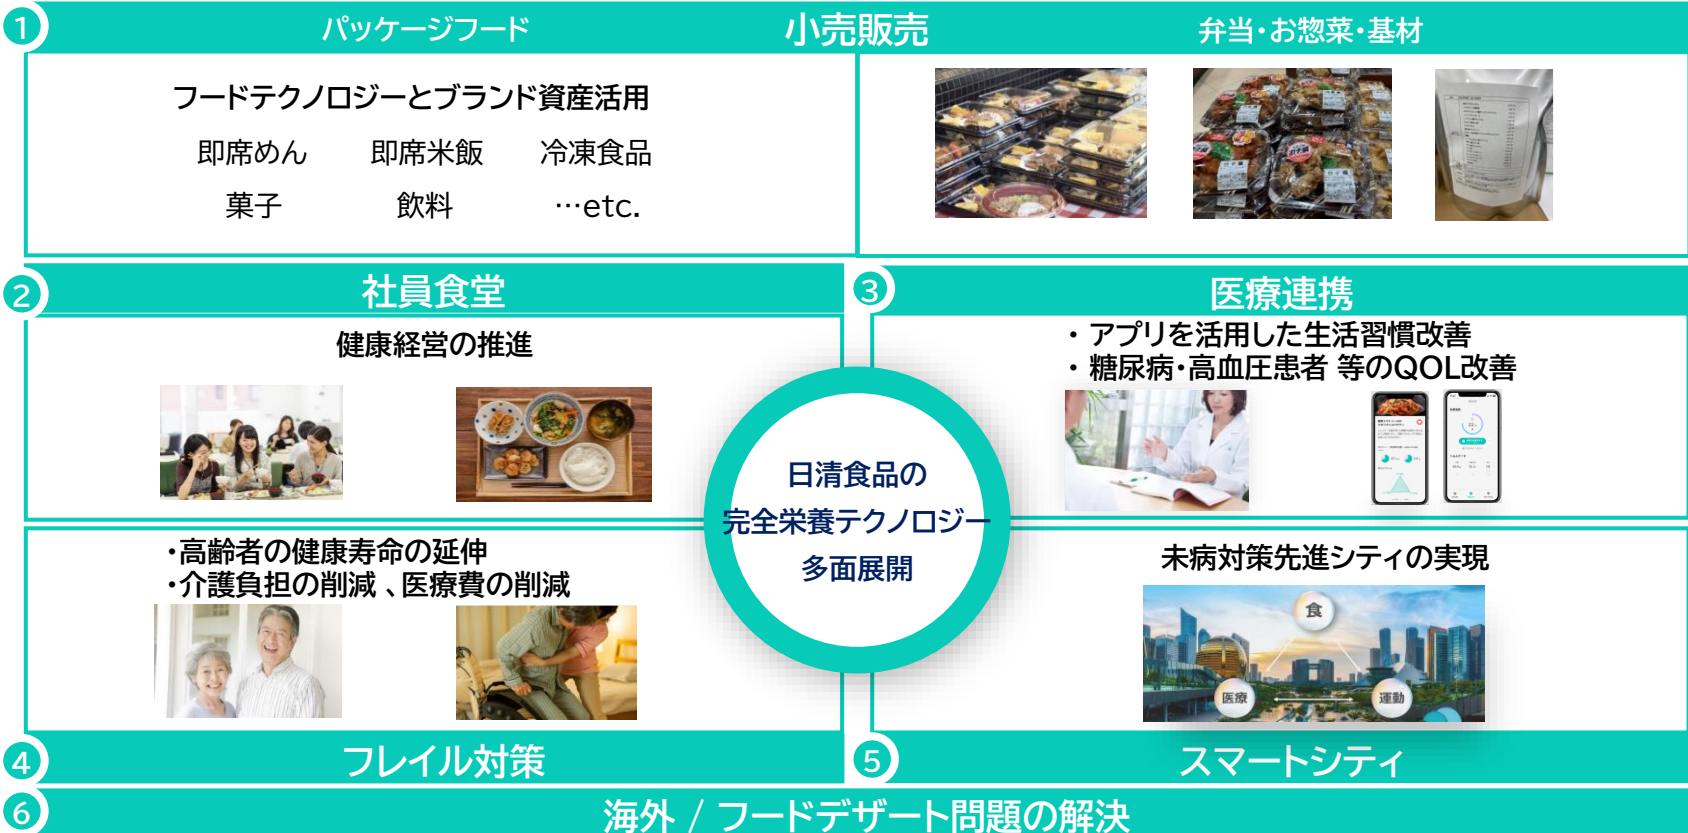 1
パッケージフード
小売販売
弁当・お惣菜・基材
フードテクノロジーとブランド資産活用
即席めん 即席米飯 冷凍食品
菓子 飲料 …etc.
2
社員食堂
健康経営の推進
3
医療連携
・ アプリを活用した生活習慣改善
・ 糖尿病・高血圧患者 等のQOL改善
日清食品の
完全栄養テクノロジー
多面展開
・高齢者の健康寿命の延伸
・介護負担の削減 、医療費の削減
4
フレイル対策
未病対策先進シティの実現
食
医療
運動
5
スマートシティ
6
海外 / フードデザート問題の解決